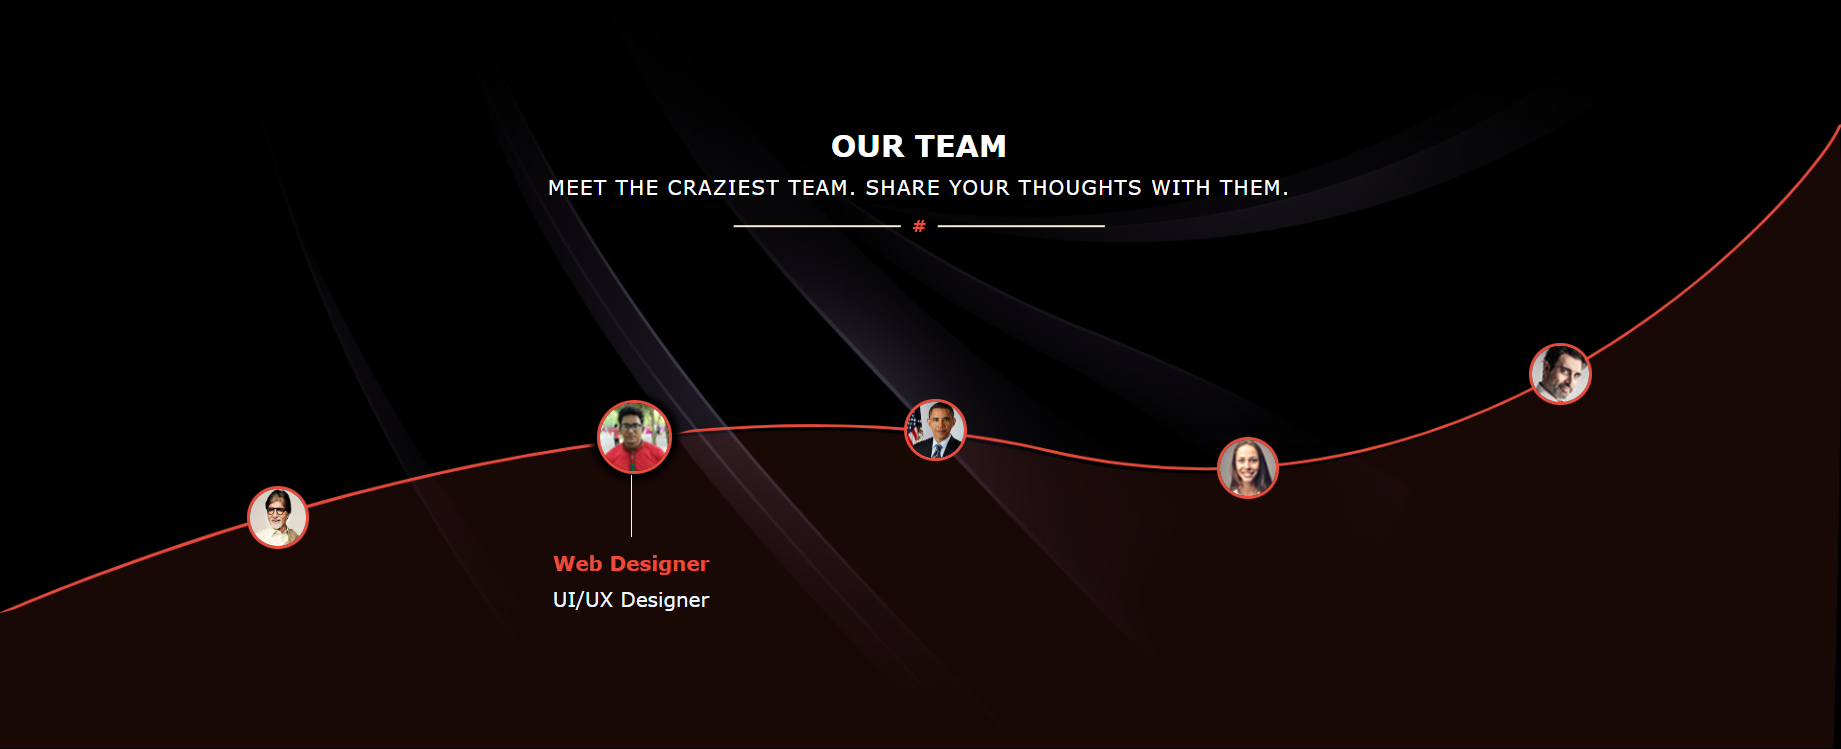 OUR TEAM
MEET THE CRAZIEST TEAM. SHARE YOUR THOUGHTS WITH THEM.
#
Web Designer
UI/UX Designer